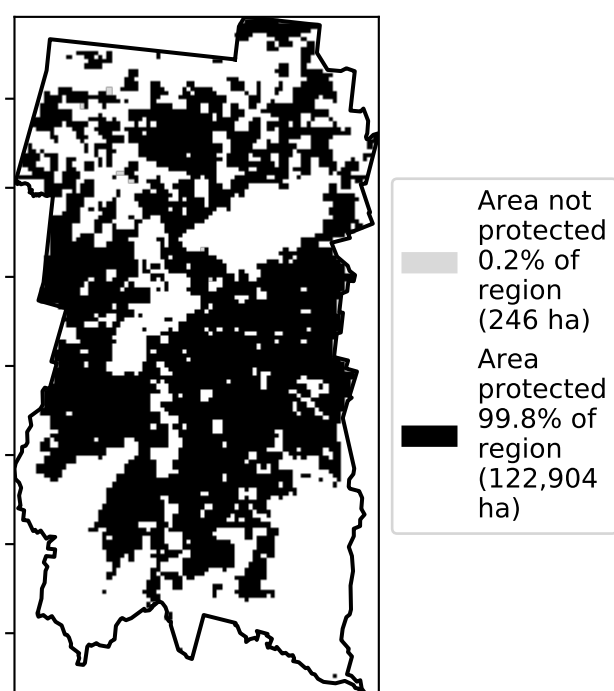 Area not
protected
0.2% of
region
(246 ha)
Area
protected
99.8% of
region
(122,904
ha)